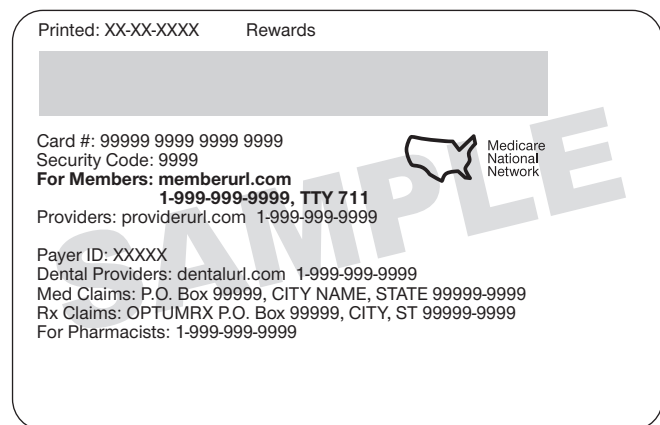 Printed: XX-XX-XXXX Rewards
Card #: 99999 9999 9999 9999
Security Code: 9999
For Members: memberurl.com
1-999-999-9999, TTY 711
Providers: providerurl.com 1-999-999-9999
Medicare
National
Network
Payer ID: XXXXX
Dental Providers: dentalurl.com 1-999-999-9999
Med Claims: P.O. Box 99999, CITY NAME, STATE 99999-9999
Rx Claims: OPTUMRX P.O. Box 99999, CITY, ST 99999-9999
For Pharmacists: 1-999-999-9999
SAMPLE